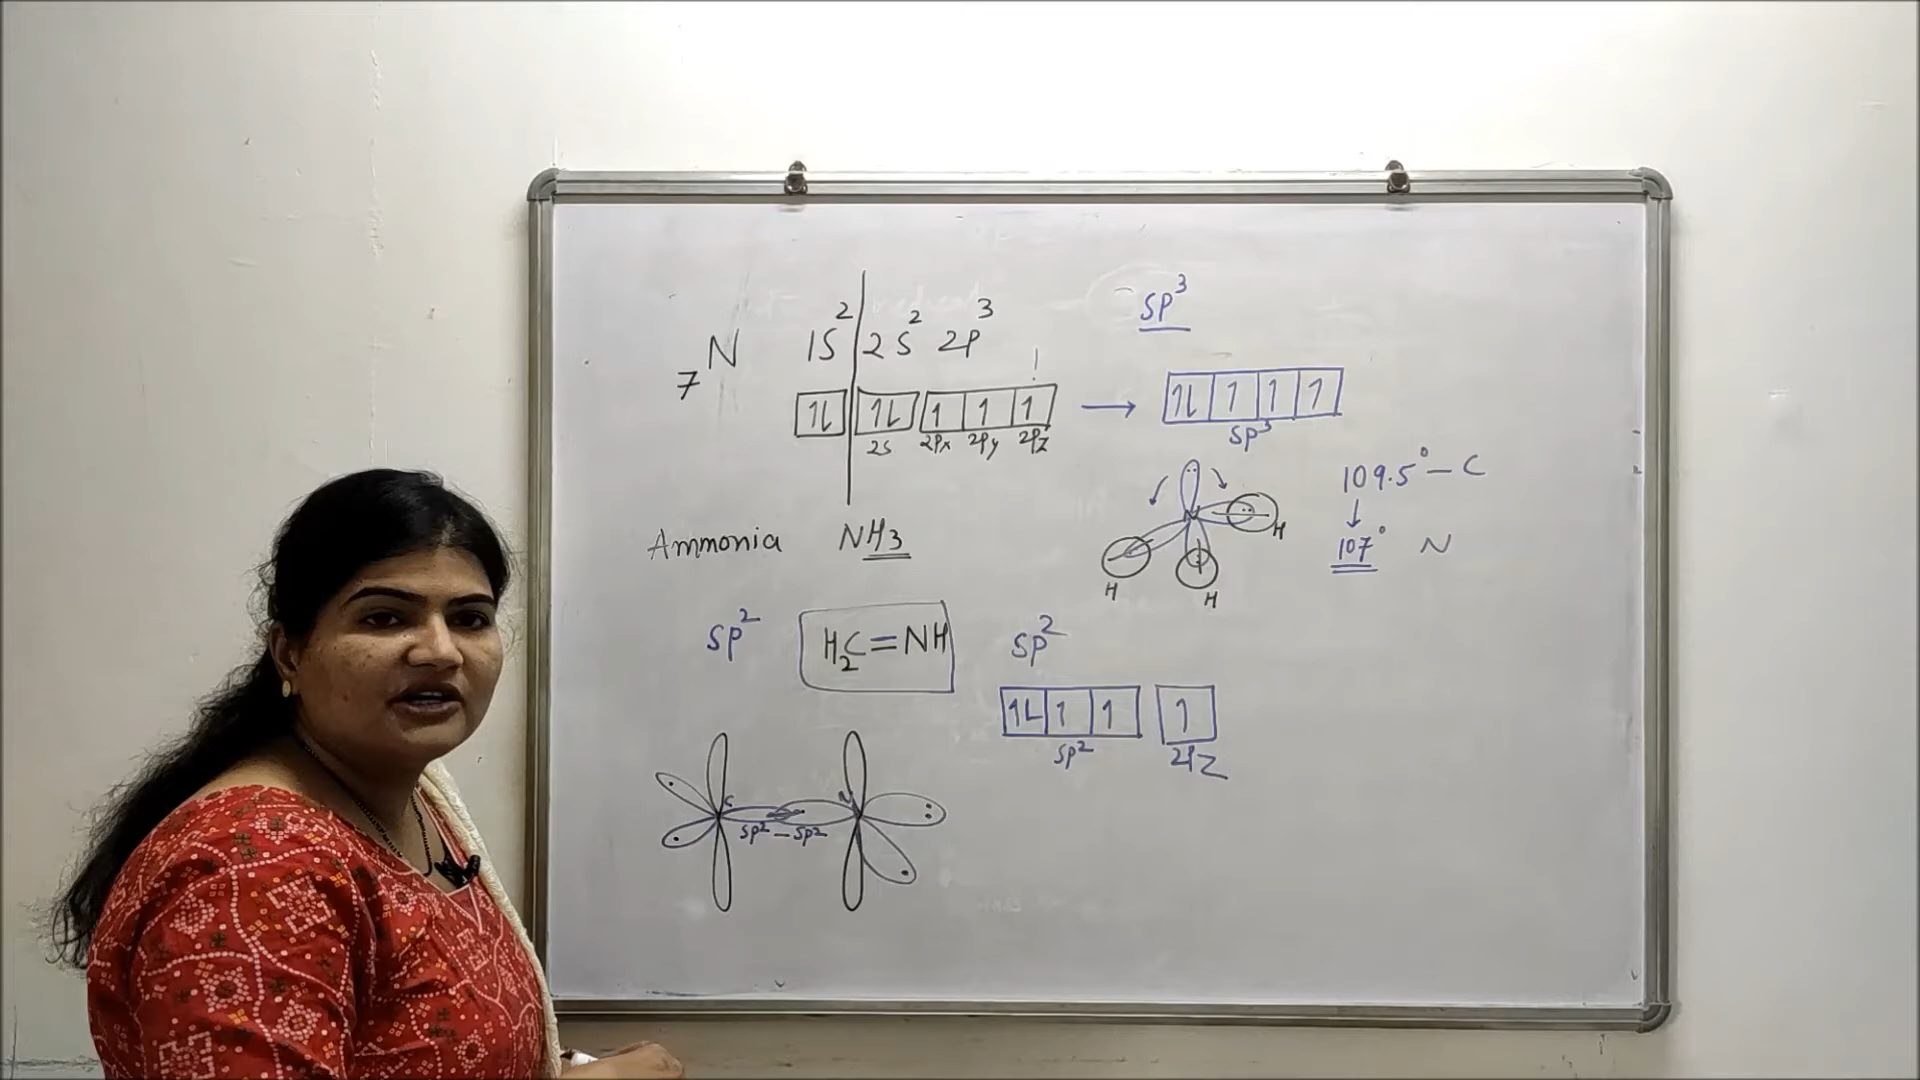 sp³
₇N 1S² 2S² 2P³
1L 1L 1 1 1 → 1L 1 1 1
2s 2Px 2Py 2Pz sp³
109.5° – C
↓
107° N
Ammonia NH3
N H H H
sp² H₂C=NH sp²
1L 1 1 1
sp² 2Pz
C N
sp² – sp²